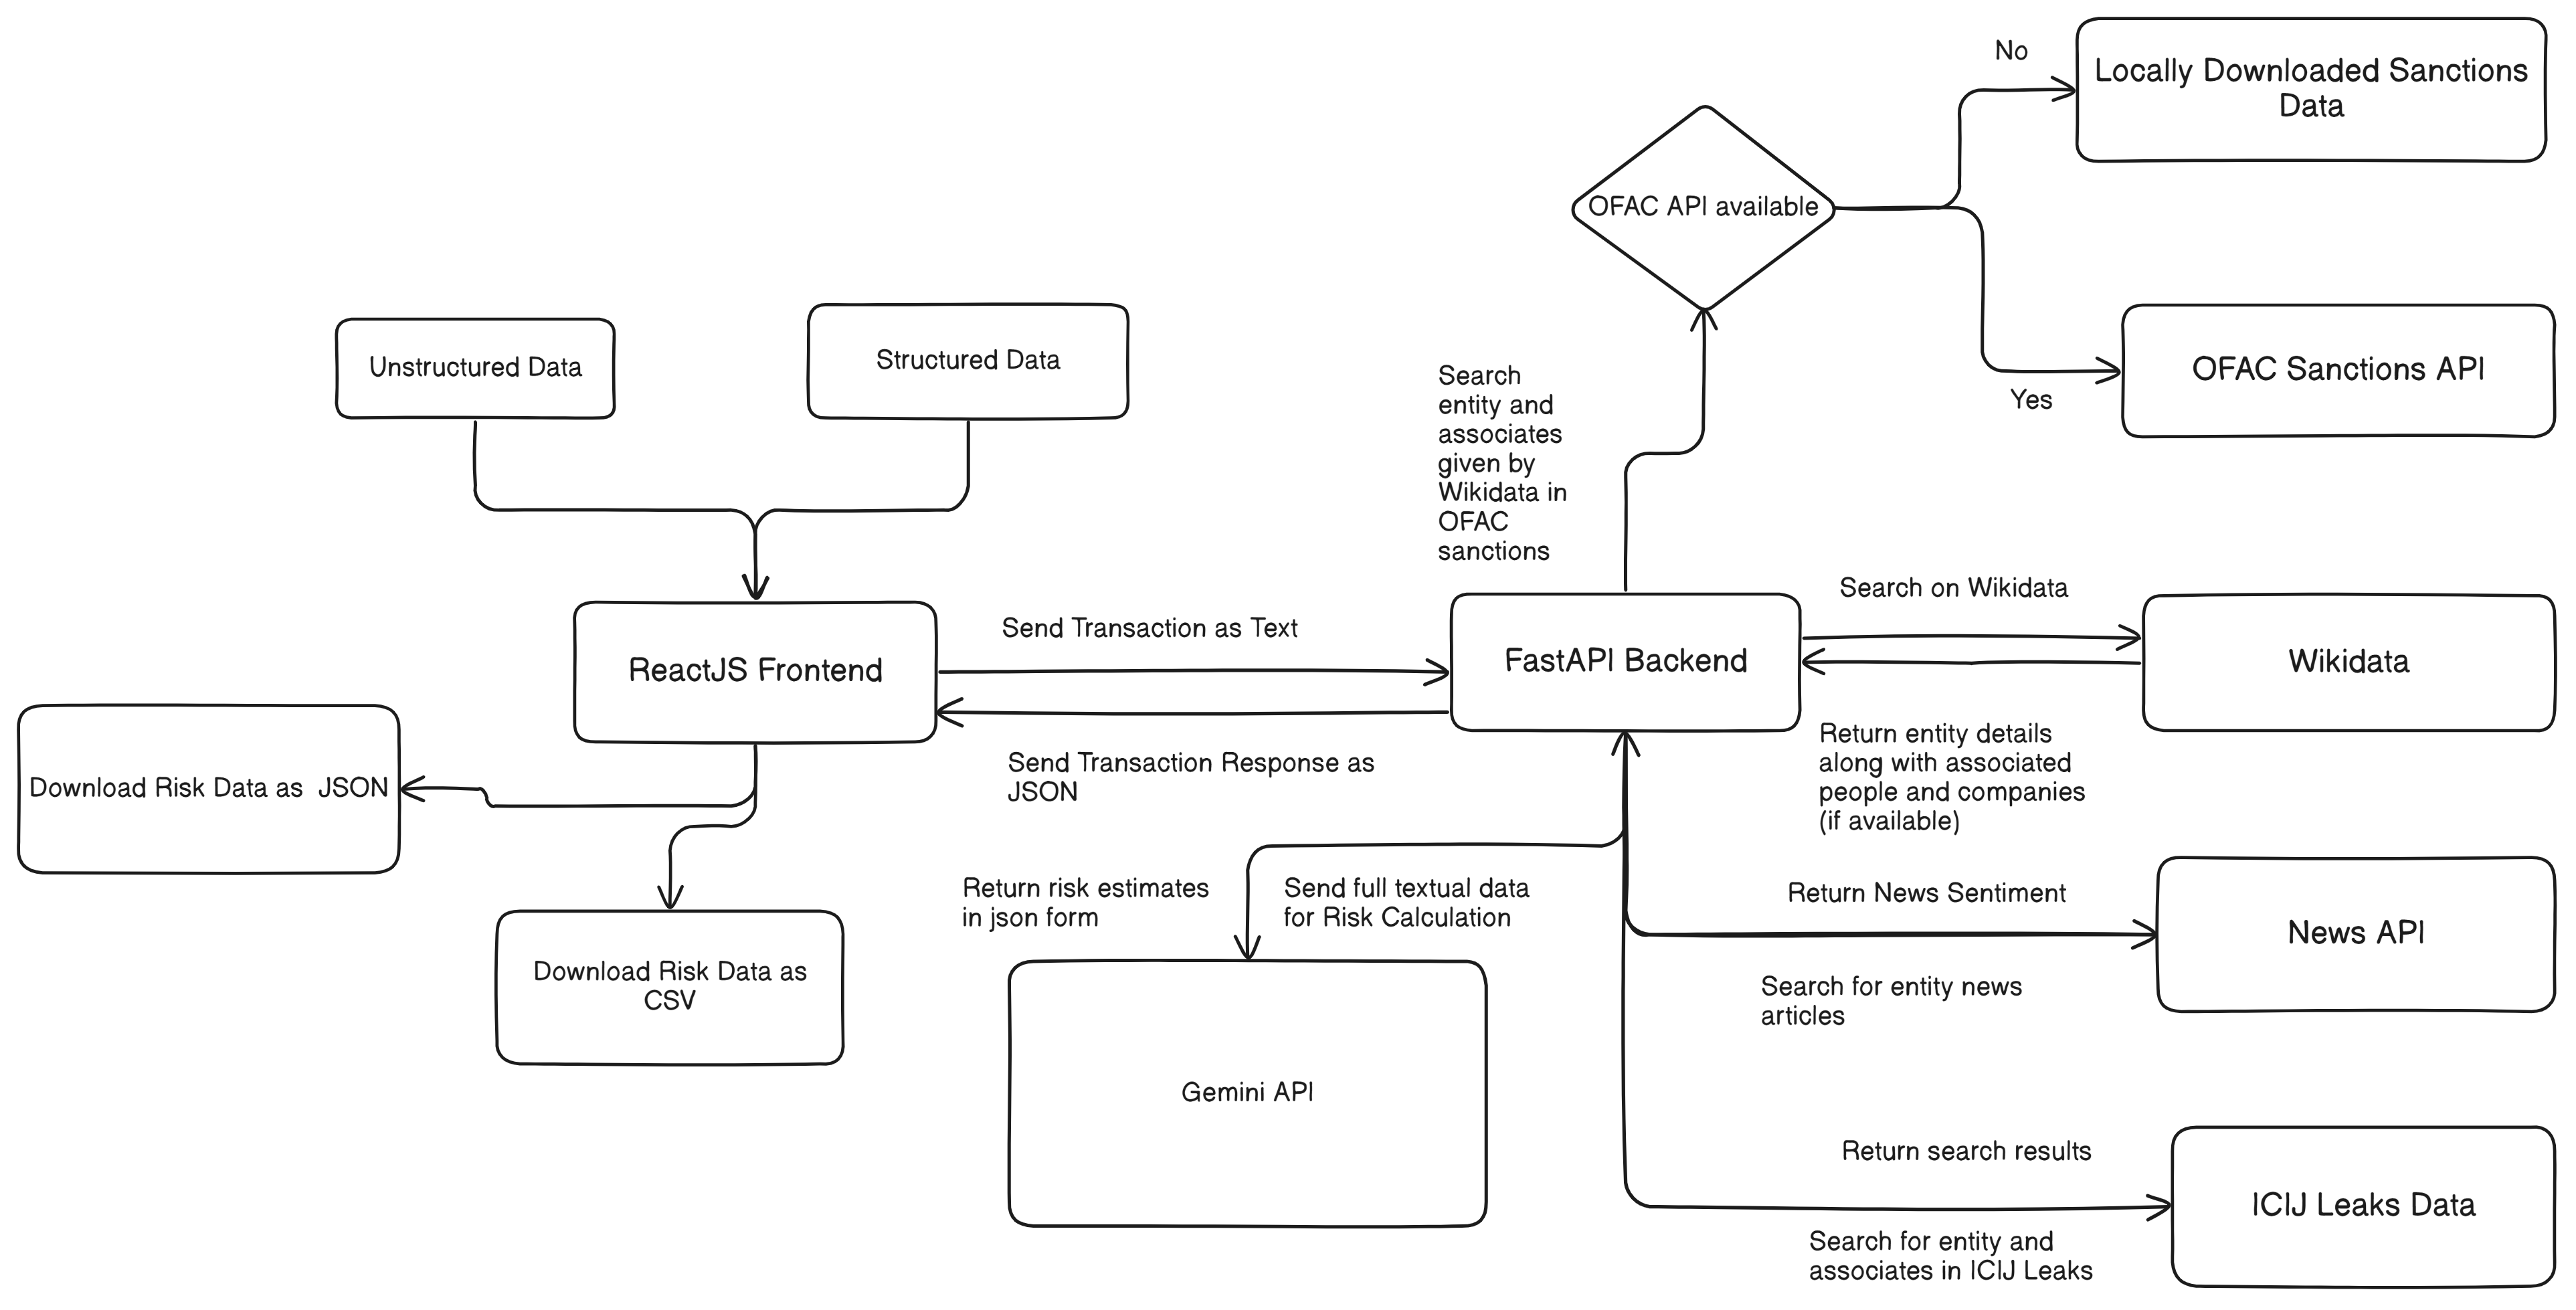 No
Locally Downloaded Sanctions
Data
OFAC API available
OFAC Sanctions API
Yes
Unstructured Data
Structured Data
Search
entity and
associates
given by
Wikidata in
OFAC
sanctions
Search on Wikidata
Send Transaction as Text
ReactJS Frontend
FastAPI Backend
Wikidata
Send Transaction Response as
JSON
Return entity details
along with associated
people and companies
(if available)
Download Risk Data as  JSON
Return risk estimates
in json form
Send full textual data
for Risk Calculation
Return News Sentiment
News API
Search for entity news
articles
Download Risk Data as
CSV
Gemini API
Return search results
ICIJ Leaks Data
Search for entity and
associates in ICIJ Leaks